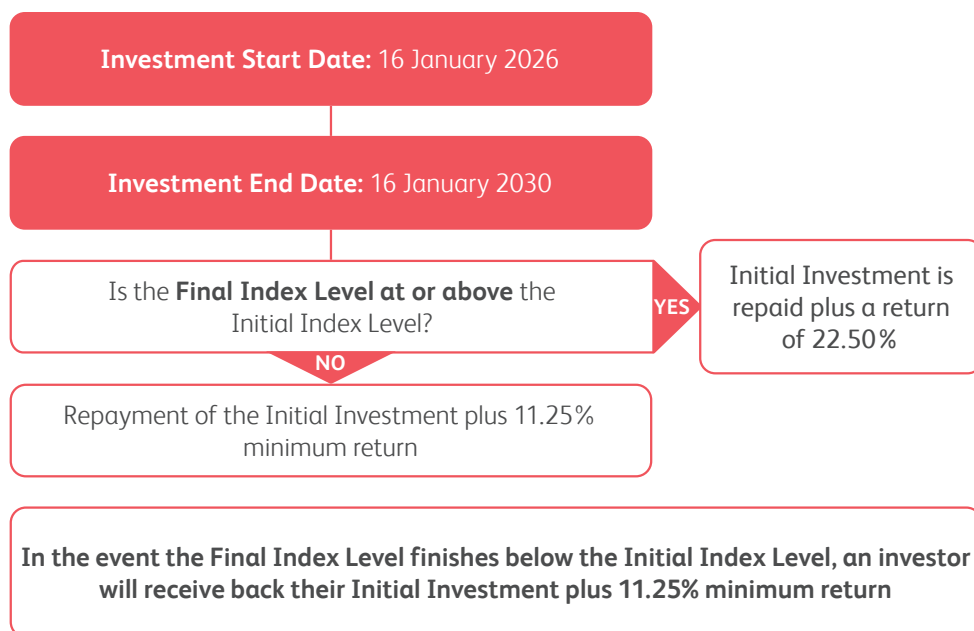 Investment Start Date: 16 January 2026
Investment End Date: 16 January 2030
Is the Final Index Level at or above the
Initial Index Level?
YES
Initial Investment is
repaid plus a return
of 22.50%
NO
Repayment of the Initial Investment plus 11.25%
minimum return
In the event the Final Index Level finishes below the Initial Index Level, an investor
will receive back their Initial Investment plus 11.25% minimum return